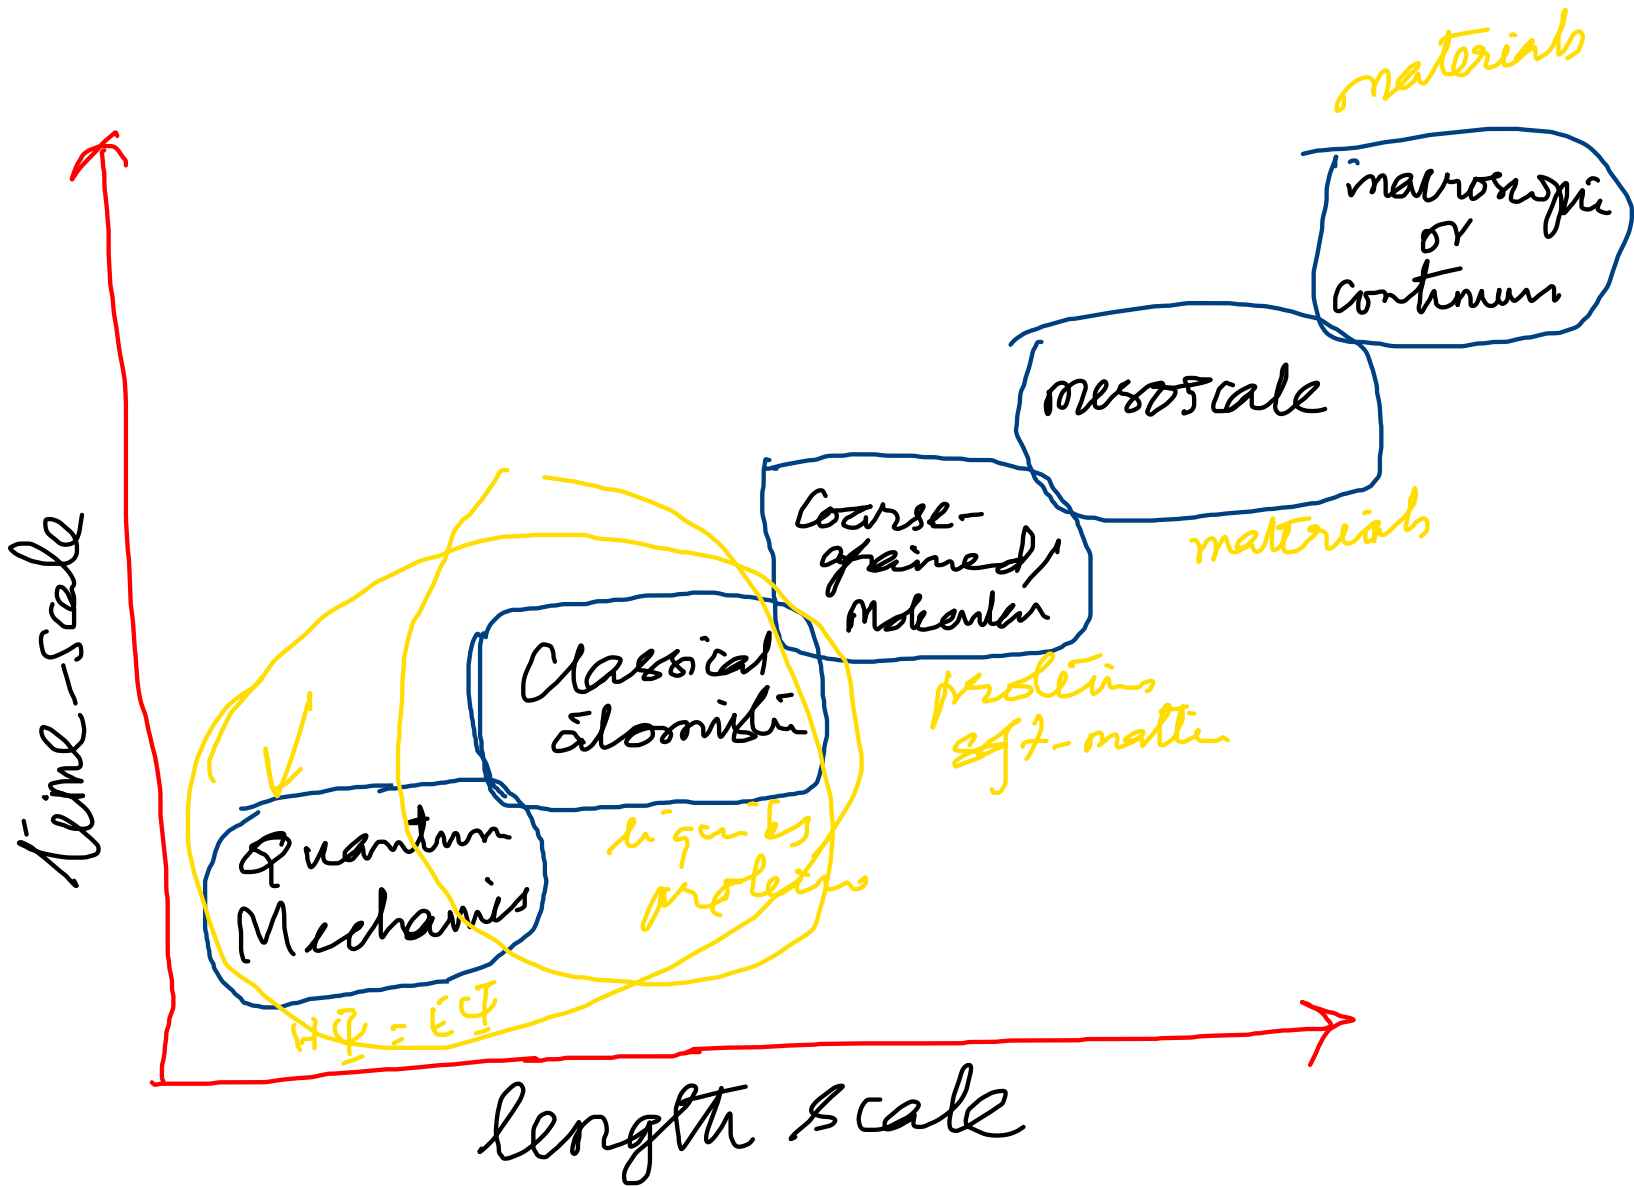 materials
macroscopic
or
continuum
mesoscale
materials
Coarse-
grained/
Molecular
proteins
soft-matter
Classical
atomistic
liquids
proteins
Quantum
Mechanis
HΨ = EΨ
time-scale
length scale